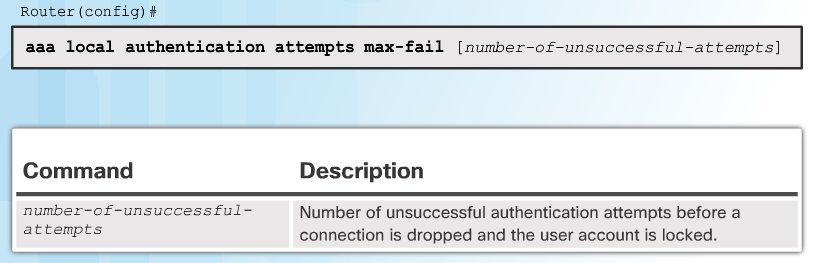 Router(config)#
aaa local authentication attempts max-fail [number-of-unsuccessful-attempts]
Command Description
number-of-unsuccessful-
attempts
Number of unsuccessful authentication attempts before a
connection is dropped and the user account is locked.